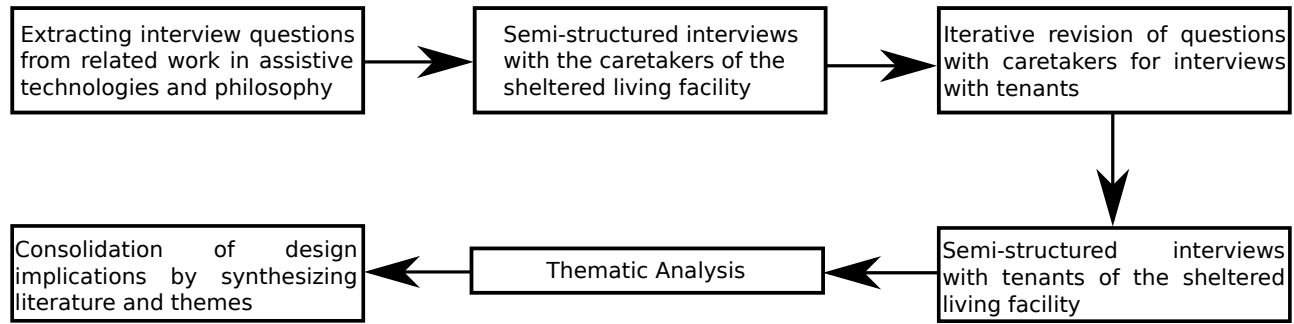 Extracting interview questions
from related work in assistive
technologies and philosophy
Semi-structured interviews
with the caretakers of the
sheltered living facility
Iterative revision of questions
with caretakers for interviews
with tenants
Semi-structured interviews
with tenants of the sheltered
living facility
Thematic Analysis
Consolidation of design
implications by synthesizing
literature and themes